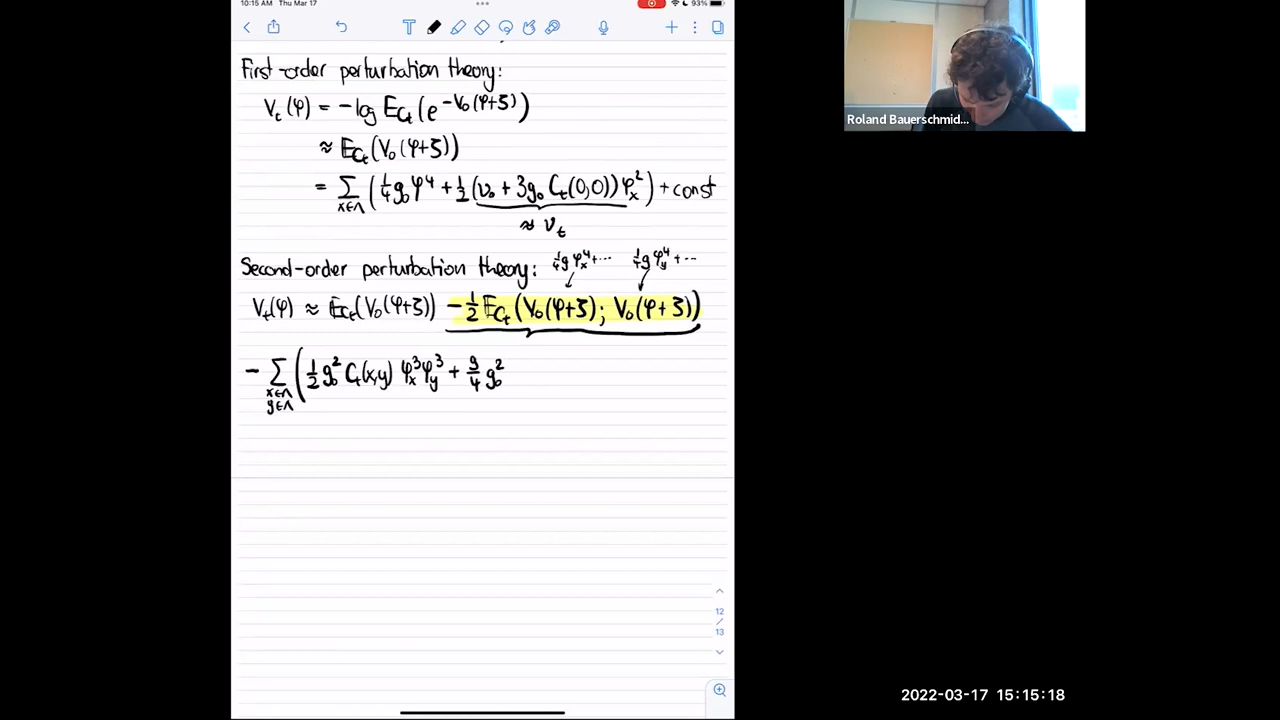 10:15 AM Thu Mar 17
93%
First-order perturbation theory:
V_t(φ) = -log E_{C_t}(e^{-V_0(φ+ζ)})
≈ E_{C_t}(V_0(φ+ζ))
= Σ_{x∈Λ} (¼g_0φ⁴ + ½(ν_0 + 3g_0 C_t(0,0))φ_x²) + const
≈ ν_t
Second-order perturbation theory: ¼gφ_x⁴+··· ¼gφ_y⁴+···
V_t(φ) ≈ E_{C_t}(V_0(φ+ζ)) -½E_{C_t}(V_0(φ+ζ); V_0(φ+ζ))
- Σ_{x∈Λ y∈Λ} (½g_0² C_t(x,y) φ_x³φ_y³ + 9/4 g_0²
12
/
13
Roland Bauerschmid...
2022-03-17 15:15:18